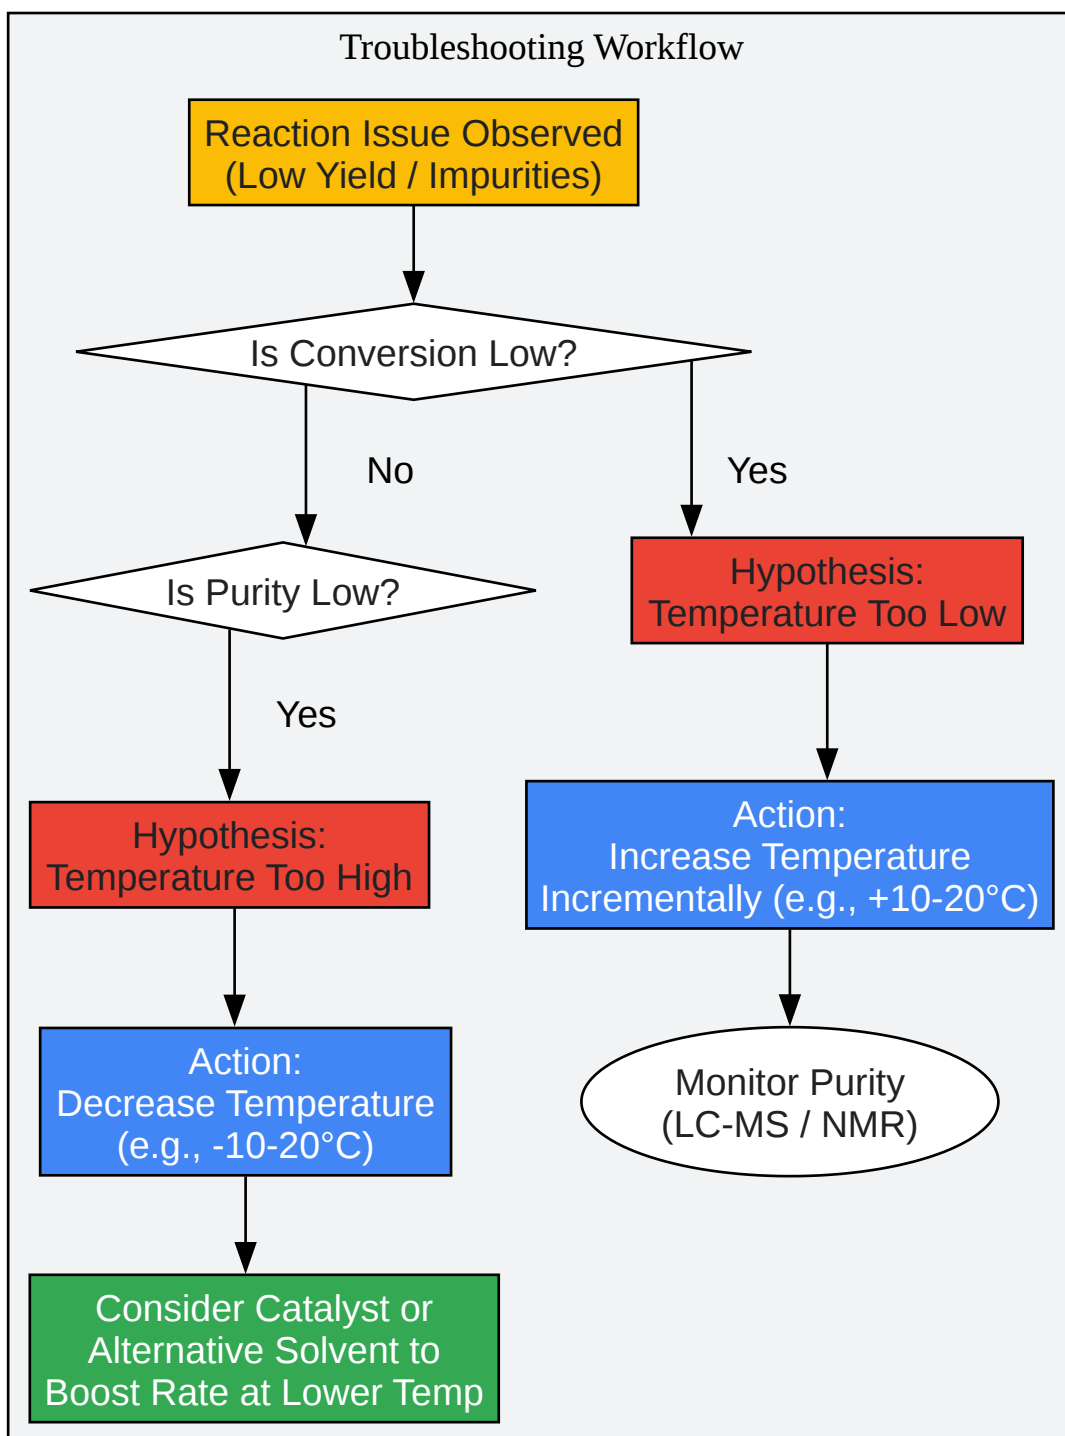 Troubleshooting Workflow
Reaction Issue Observed
(Low Yield / Impurities)
Is Conversion Low?
No
Yes
Is Purity Low?
Hypothesis:
Temperature Too Low
Yes
Action:
Increase Temperature
Incrementally (e.g., +10-20°C)
Hypothesis:
Temperature Too High
Action:
Decrease Temperature
(e.g., -10-20°C)
Monitor Purity
(LC-MS / NMR)
Consider Catalyst or
Alternative Solvent to
Boost Rate at Lower Temp